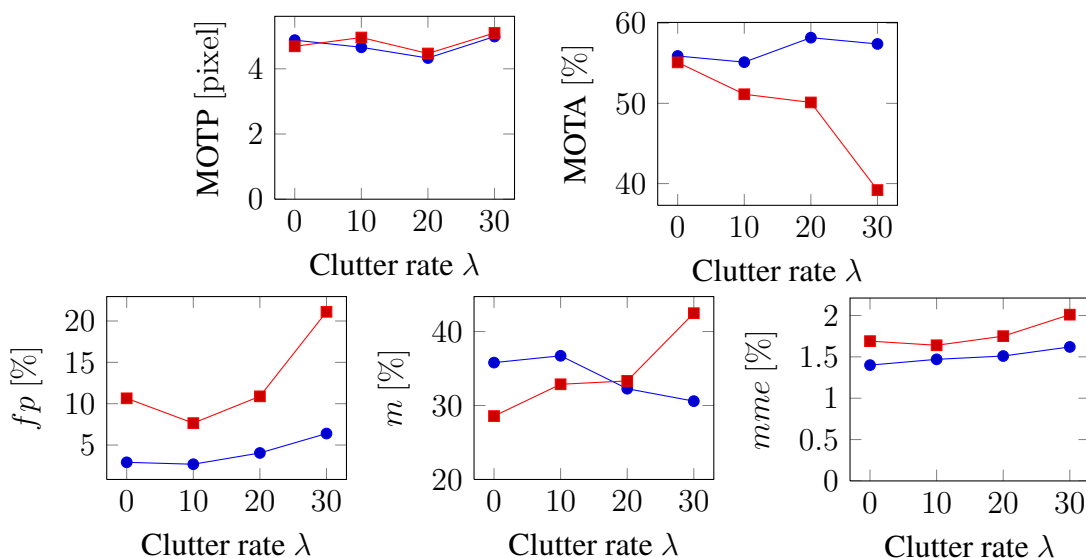 MOTP [pixel]
4
2
0
0 10 20 30
Clutter rate λ
MOTA [%]
60
50
40
0 10 20 30
Clutter rate λ
fp [%]
20
15
10
5
0 10 20 30
Clutter rate λ
m [%]
40
30
20
0 10 20 30
Clutter rate λ
mme [%]
2
1.5
1
0.5
0
0 10 20 30
Clutter rate λ